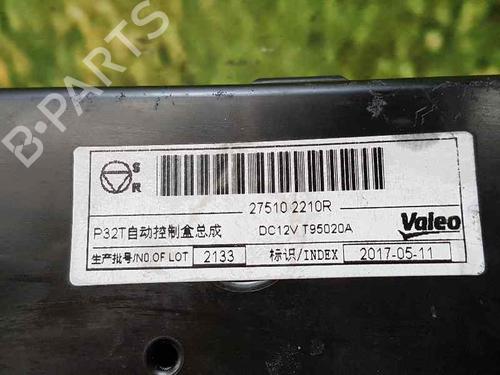 B-PARTS
S
R
27510 2210R
P32T自动控制盒总成
DC12V T95020A
Valeo
生产批号/NO.OF LOT
2133
标识/INDEX
2017-05-11